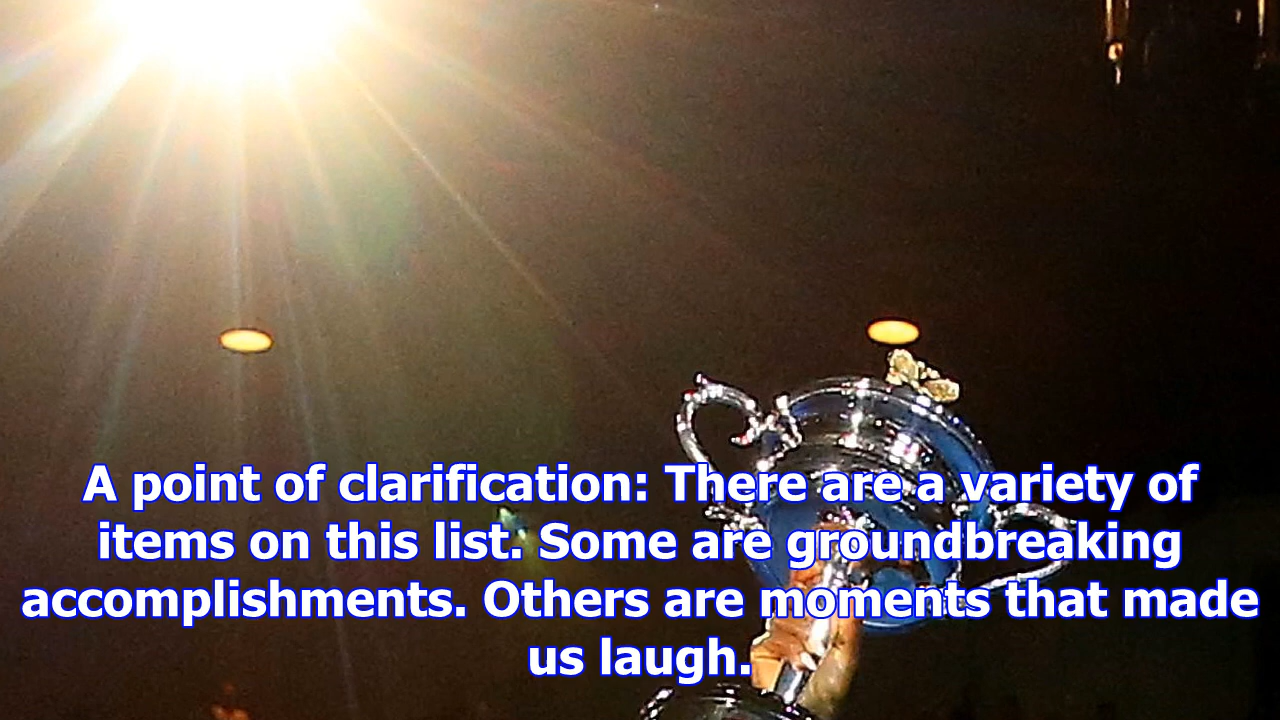 A point of clarification: There are a variety of
items on this list. Some are groundbreaking
accomplishments. Others are moments that made
us laugh.